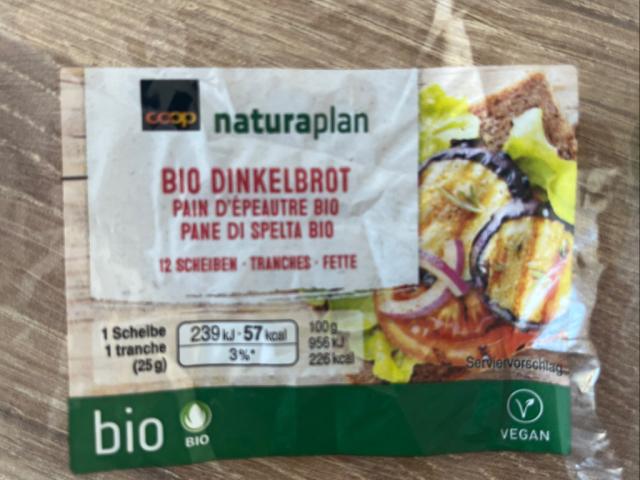 coop naturaplan
BIO DINKELBROT
PAIN D'ÉPEAUTRE BIO
PANE DI SPELTA BIO
12 SCHEIBEN · TRANCHES · FETTE
1 Scheibe
1 tranche
(25 g)
239 kJ · 57 kcal
3%*
100 g
956 kJ
226 kcal
Serviervorschlag
bio
BIO
VEGAN